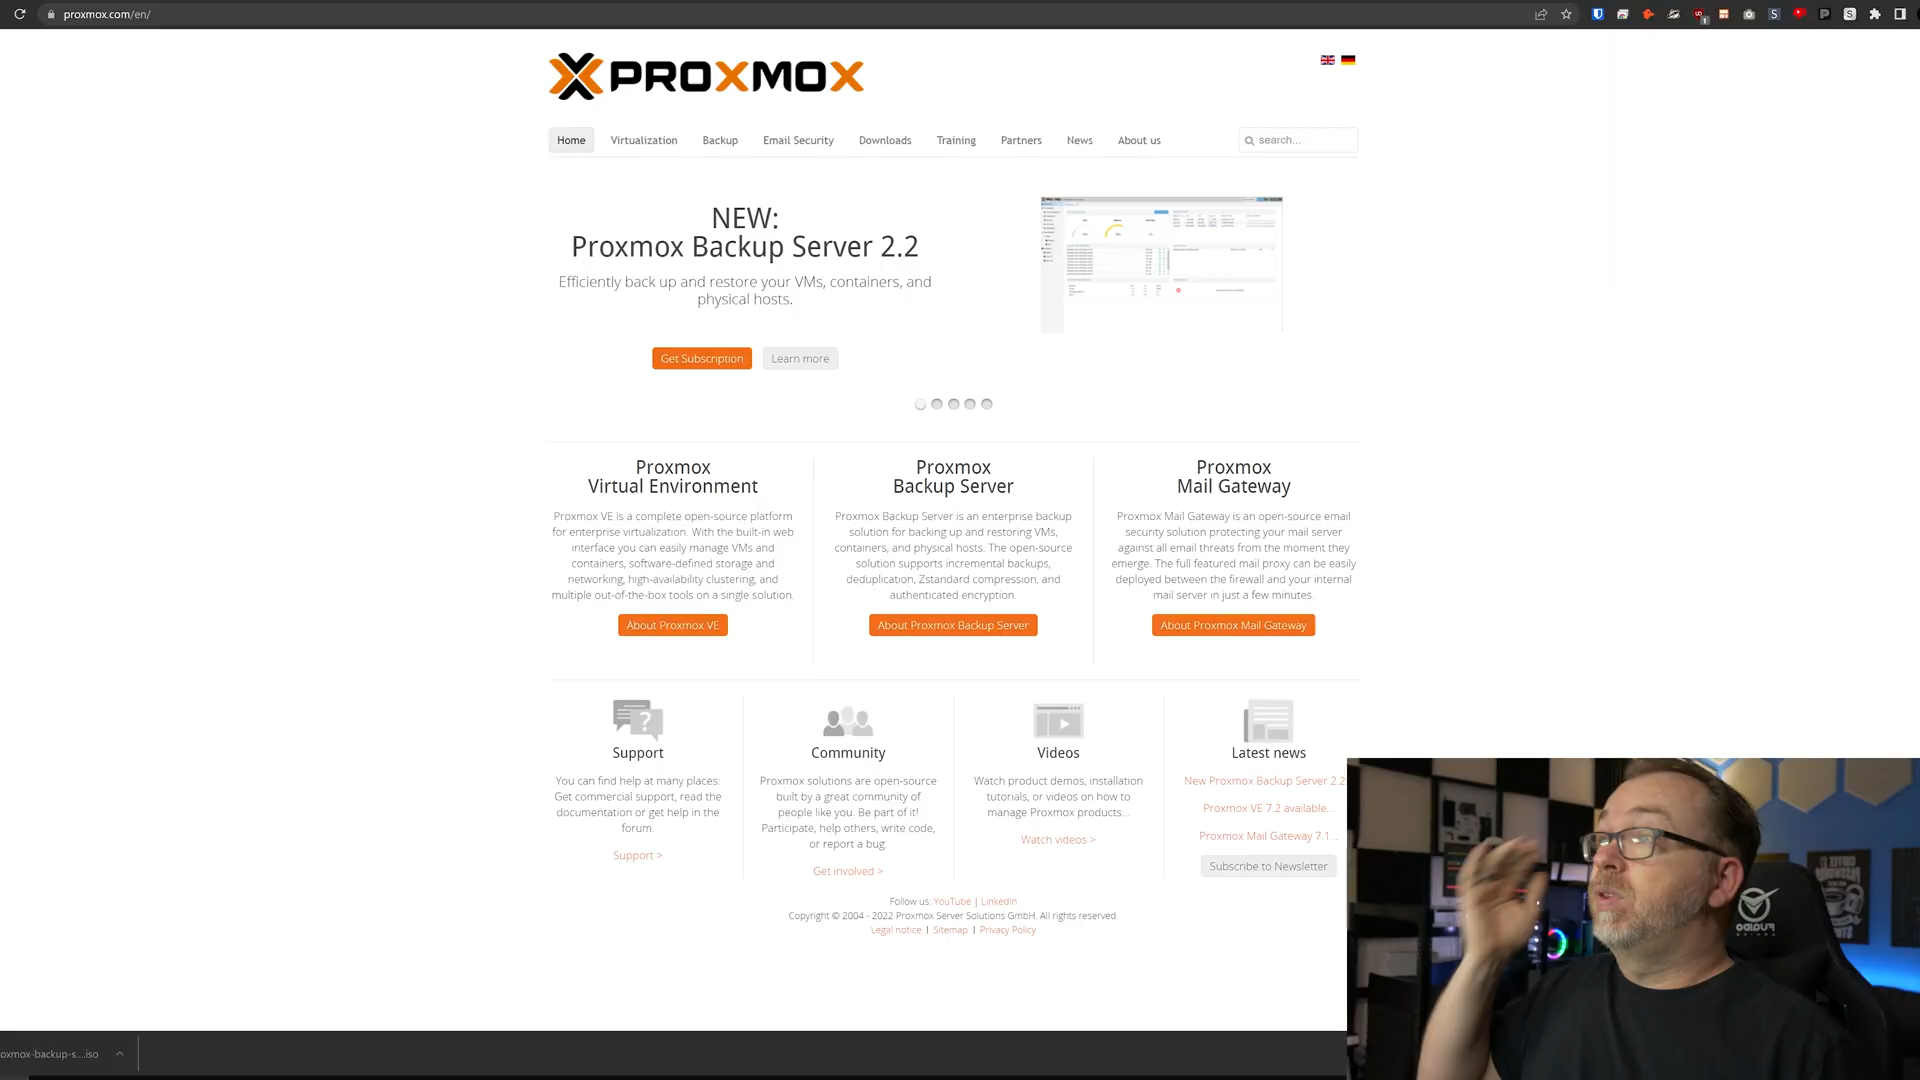 proxmox.com/en/
PROXMOX
Home
Virtualization
Backup
Email Security
Downloads
Training
Partners
News
About us
search...
NEW:
Proxmox Backup Server 2.2
Efficiently back up and restore your VMs, containers, and
physical hosts.
Get Subscription
Learn more
Proxmox
Virtual Environment
Proxmox VE is a complete open-source platform
for enterprise virtualization. With the built-in web
interface you can easily manage VMs and
containers, software-defined storage and
networking, high-availability clustering, and
multiple out-of-the-box tools on a single solution.
About Proxmox VE
Proxmox
Backup Server
Proxmox Backup Server is an enterprise backup
solution for backing up and restoring VMs,
containers, and physical hosts. The open-source
solution supports incremental backups,
deduplication, Zstandard compression, and
authenticated encryption.
About Proxmox Backup Server
Proxmox
Mail Gateway
Proxmox Mail Gateway is an open-source email
security solution protecting your mail server
against all email threats from the moment they
emerge. The full featured mail proxy can be easily
deployed between the firewall and your internal
mail server in just a few minutes.
About Proxmox Mail Gateway
Support
You can find help at many places:
Get commercial support, read the
documentation or get help in the
forum.
Support >
Community
Proxmox solutions are open-source
built by a great community of
people like you. Be part of it!
Participate, help others, write code,
or report a bug.
Get involved >
Videos
Watch product demos, installation
tutorials, or videos on how to
manage Proxmox products...
Watch videos >
Latest news
New Proxmox Backup Server 2.2
Proxmox VE 7.2 available...
Proxmox Mail Gateway 7.1...
Subscribe to Newsletter
Follow us: YouTube | LinkedIn
Copyright © 2004 - 2022 Proxmox Server Solutions GmbH. All rights reserved.
Legal notice | Sitemap | Privacy Policy
oxmox-backup-s....iso
FUQIDO